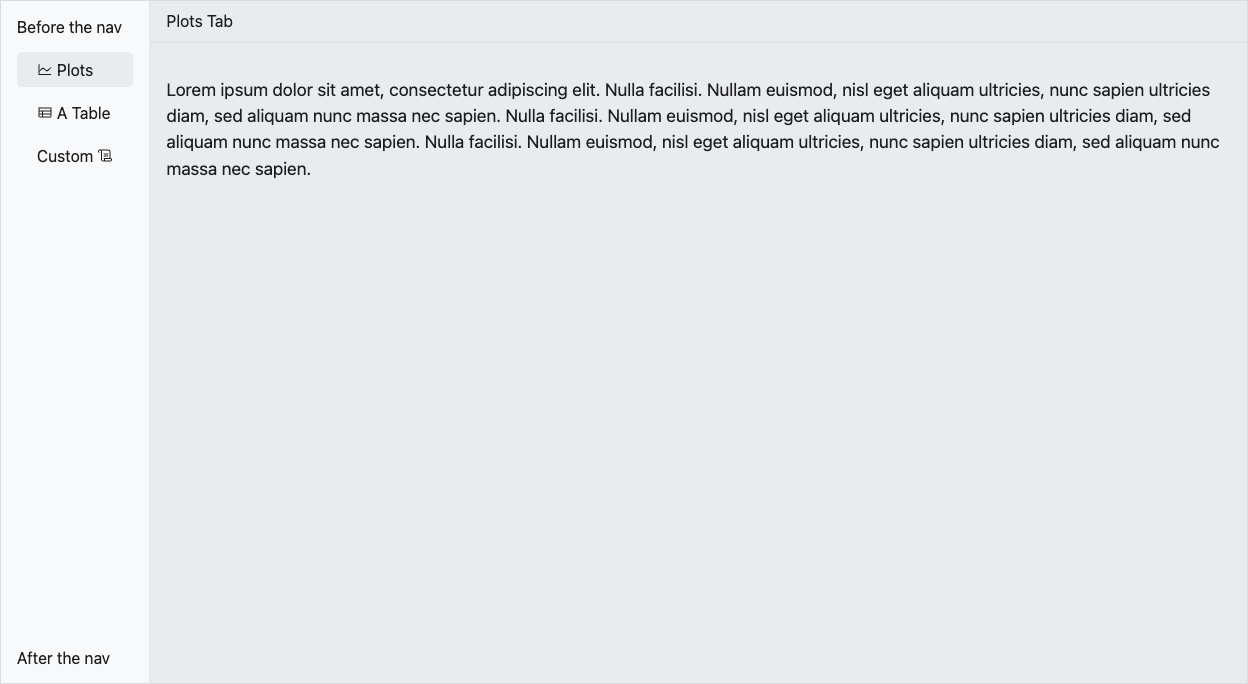 Before the nav
Plots
A Table
Custom
After the nav
Plots Tab
Lorem ipsum dolor sit amet, consectetur adipiscing elit. Nulla facilisi. Nullam euismod, nisl eget aliquam ultricies, nunc sapien ultricies
diam, sed aliquam nunc massa nec sapien. Nulla facilisi. Nullam euismod, nisl eget aliquam ultricies, nunc sapien ultricies diam, sed
aliquam nunc massa nec sapien. Nulla facilisi. Nullam euismod, nisl eget aliquam ultricies, nunc sapien ultricies diam, sed aliquam nunc
massa nec sapien.